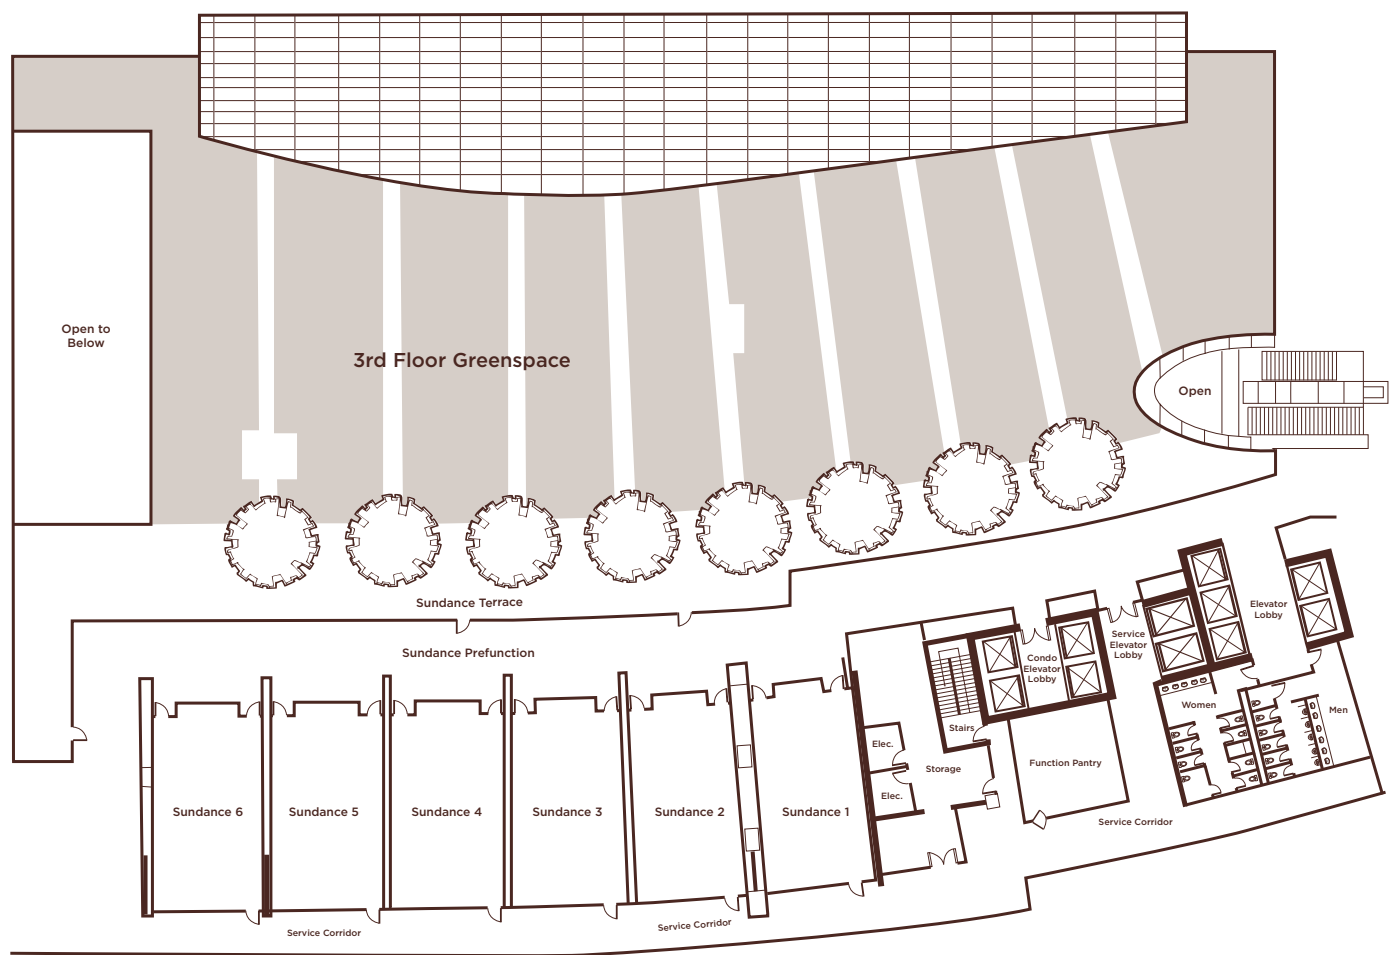 Open to
Below
3rd Floor Greenspace
Open
Sundance Terrace
Sundance Prefunction
Elevator
Lobby
Service
Elevator
Lobby
Condo
Elevator
Lobby
Women
Men
Stairs
Elec.
Storage
Function Pantry
Elec.
Sundance 6
Sundance 5
Sundance 4
Sundance 3
Sundance 2
Sundance 1
Service Corridor
Service Corridor
Service Corridor